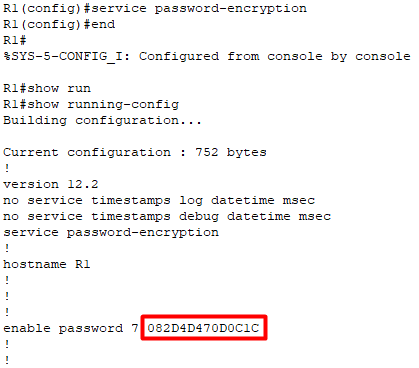 R1(config)#service password-encryption
R1(config)#end
R1#
%SYS-5-CONFIG_I: Configured from console by console
R1#show run
R1#show running-config
Building configuration...
Current configuration : 752 bytes
!
version 12.2
no service timestamps log datetime msec
no service timestamps debug datetime msec
service password-encryption
!
hostname R1
!
!
!
enable password 7 082D4D470D0C1C
!
!